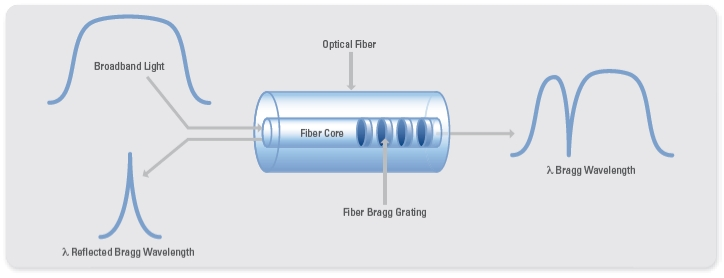 Optical Fiber
Broadband Light
Fiber Core
λ Bragg Wavelength
Fiber Bragg Grating
λ Reflected Bragg Wavelength